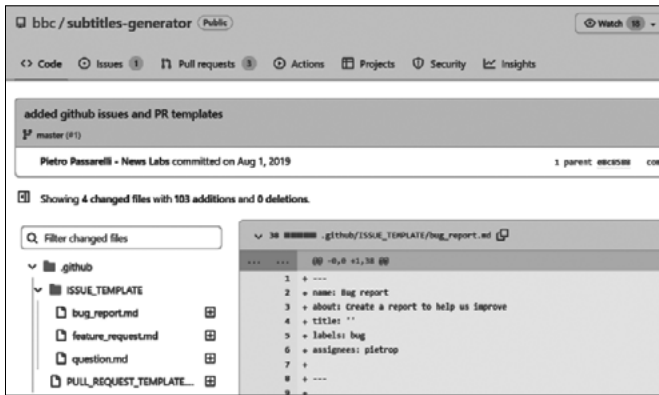 bbc / subtitles-generator Public
Watch 18
Code Issues 1 Pull requests 3 Actions Projects Security Insights
added github issues and PR templates
master (#1)
Pietro Passarelli - News Labs committed on Aug 1, 2019
1 parent
Showing 4 changed files with 103 additions and 0 deletions.
Filter changed files
38 .github/ISSUE_TEMPLATE/bug_report.md
.github
... ... @@ -0,0 +1,38 @@
ISSUE_TEMPLATE
1 + ---
bug_report.md
2 + name: Bug report
3 + about: Create a report to help us improve
feature_request.md
4 + title: ''
5 + labels: bug
question.md
6 + assignees: pietrop
7 +
PULL_REQUEST_TEMPLATE...
8 + ---
9 +